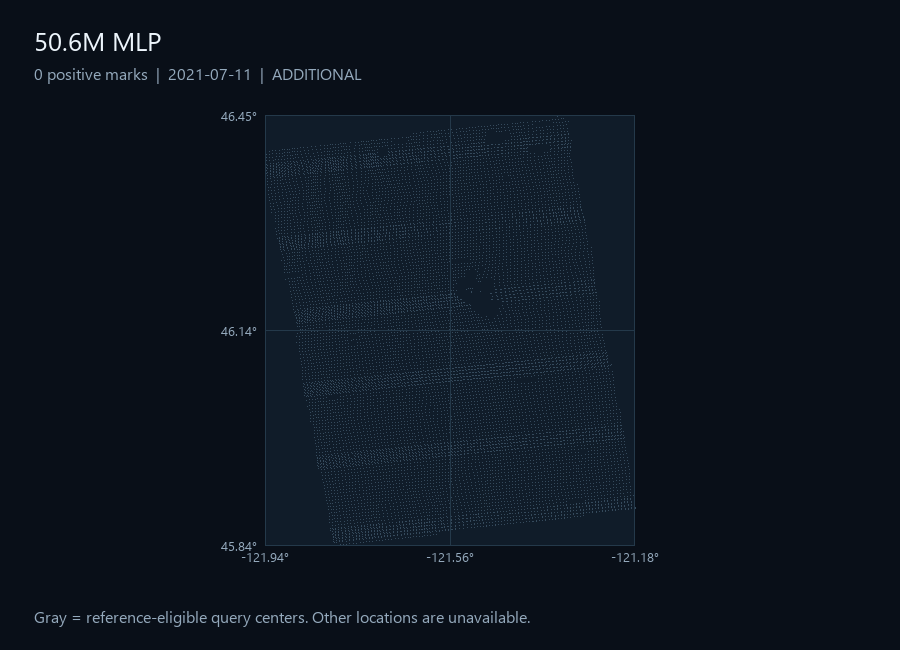 50.6M MLP
0 positive marks | 2021-07-11 | ADDITIONAL
46.45°
46.14°
45.84°
-121.94° -121.56° -121.18°
Gray = reference-eligible query centers. Other locations are unavailable.